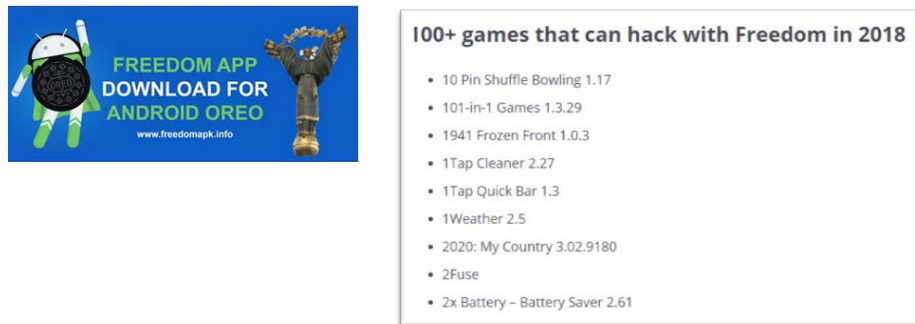 FREEDOM APP
DOWNLOAD FOR
ANDROID OREO
www.freedomapk.info
OREO
100+ games that can hack with Freedom in 2018
• 10 Pin Shuffle Bowling 1.17
• 101-in-1 Games 1.3.29
• 1941 Frozen Front 1.0.3
• 1Tap Cleaner 2.27
• 1Tap Quick Bar 1.3
• 1Weather 2.5
• 2020: My Country 3.02.9180
• 2Fuse
• 2x Battery – Battery Saver 2.61